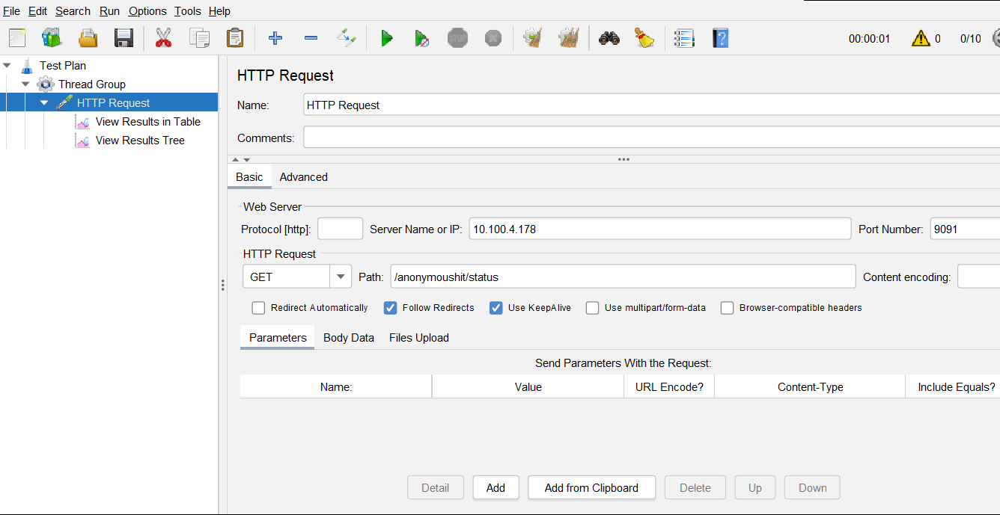 File Edit Search Run Options Tools Help
STOP
00:00:01 0 0/10
Test Plan
Thread Group
HTTP Request
View Results in Table
View Results Tree
HTTP Request
Name: HTTP Request
Comments:
Basic Advanced
Web Server
Protocol [http]: Server Name or IP: 10.100.4.178 Port Number: 9091
HTTP Request
GET Path: /anonymoushit/status Content encoding:
Redirect Automatically Follow Redirects Use KeepAlive Use multipart/form-data Browser-compatible headers
Parameters Body Data Files Upload
Send Parameters With the Request:
Name: Value URL Encode? Content-Type Include Equals?
Detail Add Add from Clipboard Delete Up Down